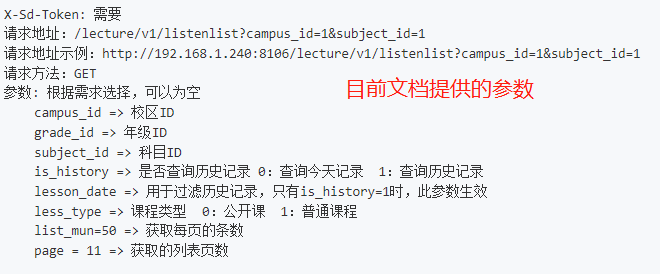 X-Sd-Token: 需要
请求地址: /lecture/v1/listenlist?campus_id=1&subject_id=1
请求地址示例: http://192.168.1.240:8106/lecture/v1/listenlist?campus_id=1&subject_id=1
请求方法: GET
参数: 根据需求选择, 可以为空
目前文档提供的参数
campus_id => 校区ID
grade_id => 年级ID
subject_id => 科目ID
is_history => 是否查询历史记录 0: 查询今天记录  1: 查询历史记录
lesson_date => 用于过滤历史记录, 只有is_history=1时, 此参数生效
less_type => 课程类型  0: 公开课  1: 普通课程
list_mun=50 => 获取每页的条数
page = 11 => 获取的列表页数